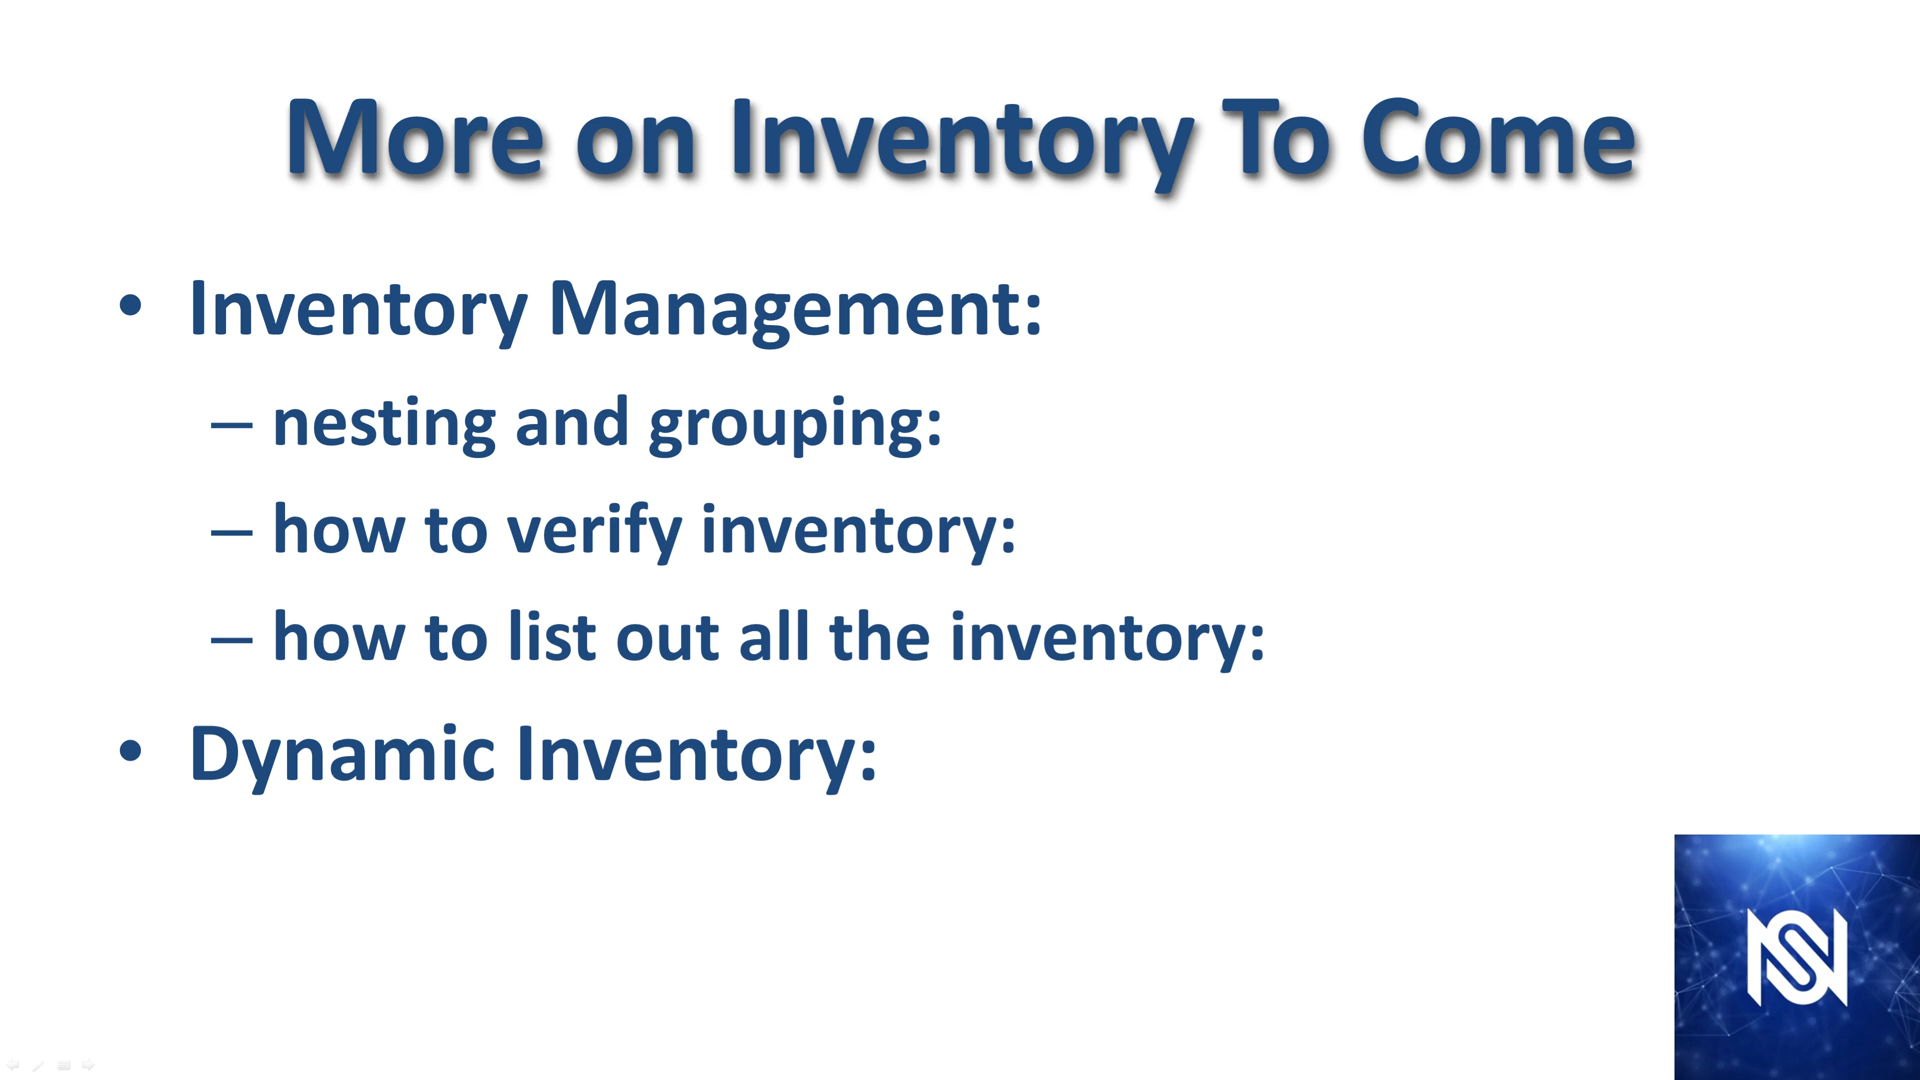 More on Inventory To Come
• Inventory Management:
– nesting and grouping:
– how to verify inventory:
– how to list out all the inventory:
• Dynamic Inventory: